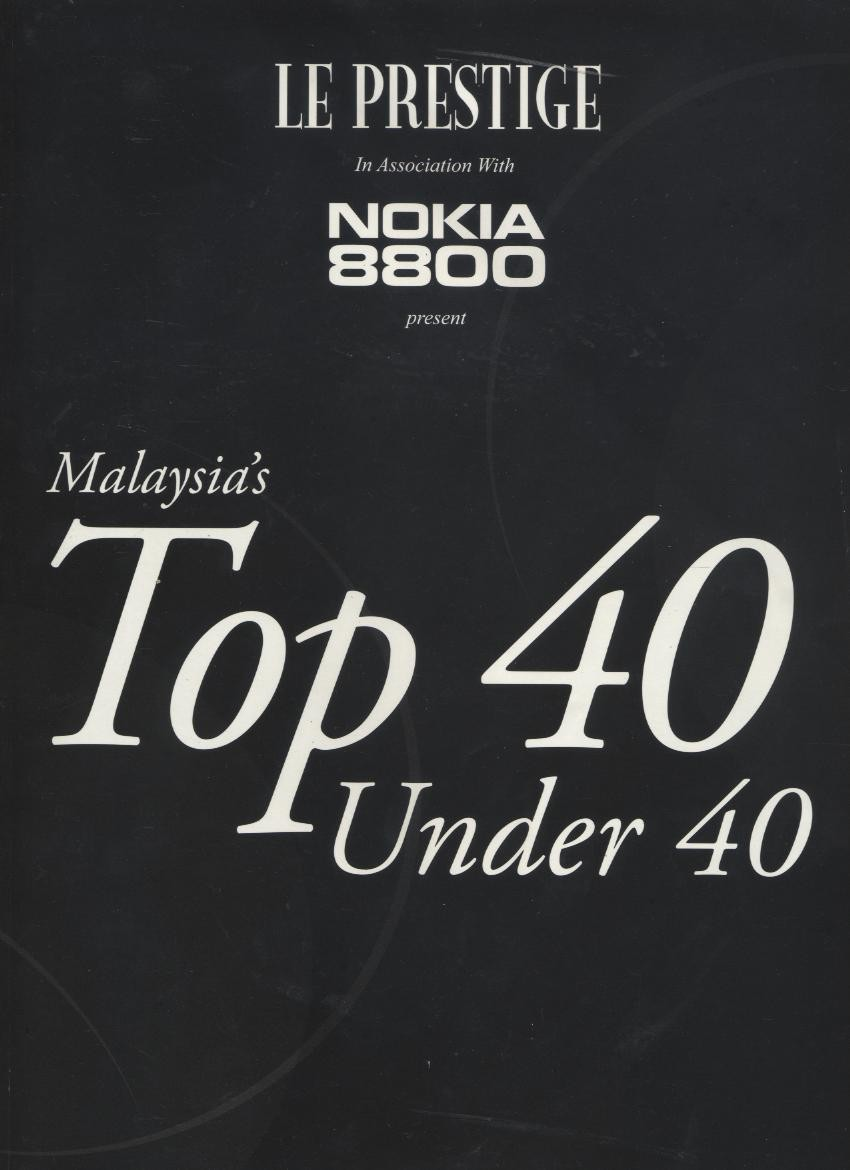 LE PRESTIGE
In Association With
NOKIA
8800
present
Malaysia's
Top 40
Under 40